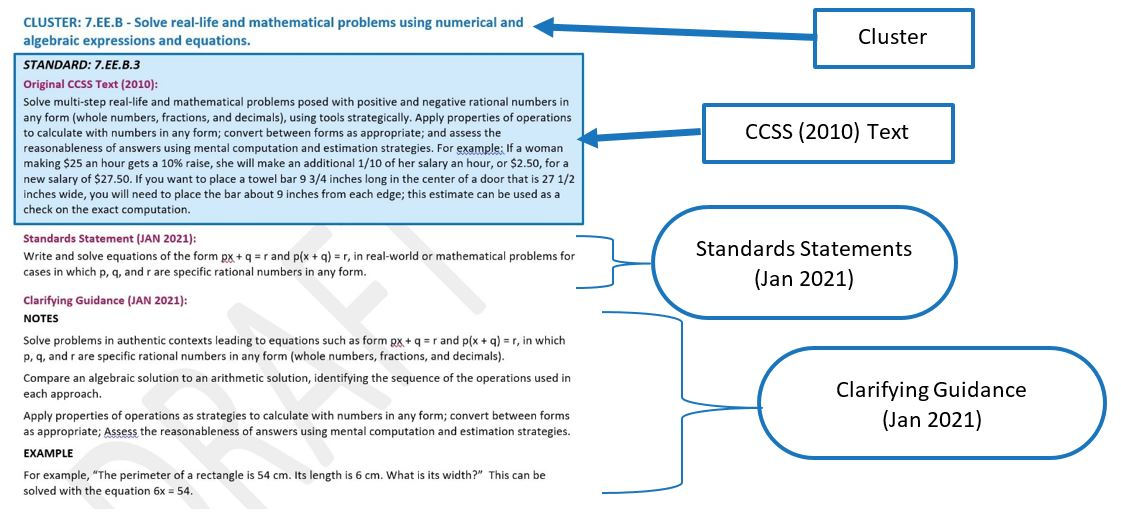 CLUSTER: 7.EE.B - Solve real-life and mathematical problems using numerical and
algebraic expressions and equations.
Cluster
STANDARD: 7.EE.B.3
Original CCSS Text (2010):
Solve multi-step real-life and mathematical problems posed with positive and negative rational numbers in
any form (whole numbers, fractions, and decimals), using tools strategically. Apply properties of operations
to calculate with numbers in any form; convert between forms as appropriate; and assess the
reasonableness of answers using mental computation and estimation strategies. For example: If a woman
making $25 an hour gets a 10% raise, she will make an additional 1/10 of her salary an hour, or $2.50, for a
new salary of $27.50. If you want to place a towel bar 9 3/4 inches long in the center of a door that is 27 1/2
inches wide, you will need to place the bar about 9 inches from each edge; this estimate can be used as a
check on the exact computation.
CCSS (2010) Text
Standards Statement (JAN 2021):
Write and solve equations of the form px + q = r and p(x + q) = r, in real-world or mathematical problems for
cases in which p, q, and r are specific rational numbers in any form.
Standards Statements
(Jan 2021)
Clarifying Guidance (JAN 2021):
NOTES
Solve problems in authentic contexts leading to equations such as form px + q = r and p(x + q) = r, in which
p, q, and r are specific rational numbers in any form (whole numbers, fractions, and decimals).
Compare an algebraic solution to an arithmetic solution, identifying the sequence of the operations used in
each approach.
Apply properties of operations as strategies to calculate with numbers in any form; convert between forms
as appropriate; Assess the reasonableness of answers using mental computation and estimation strategies.
EXAMPLE
For example, “The perimeter of a rectangle is 54 cm. Its length is 6 cm. What is its width?” This can be
solved with the equation 6x = 54.
Clarifying Guidance
(Jan 2021)
DRAFT